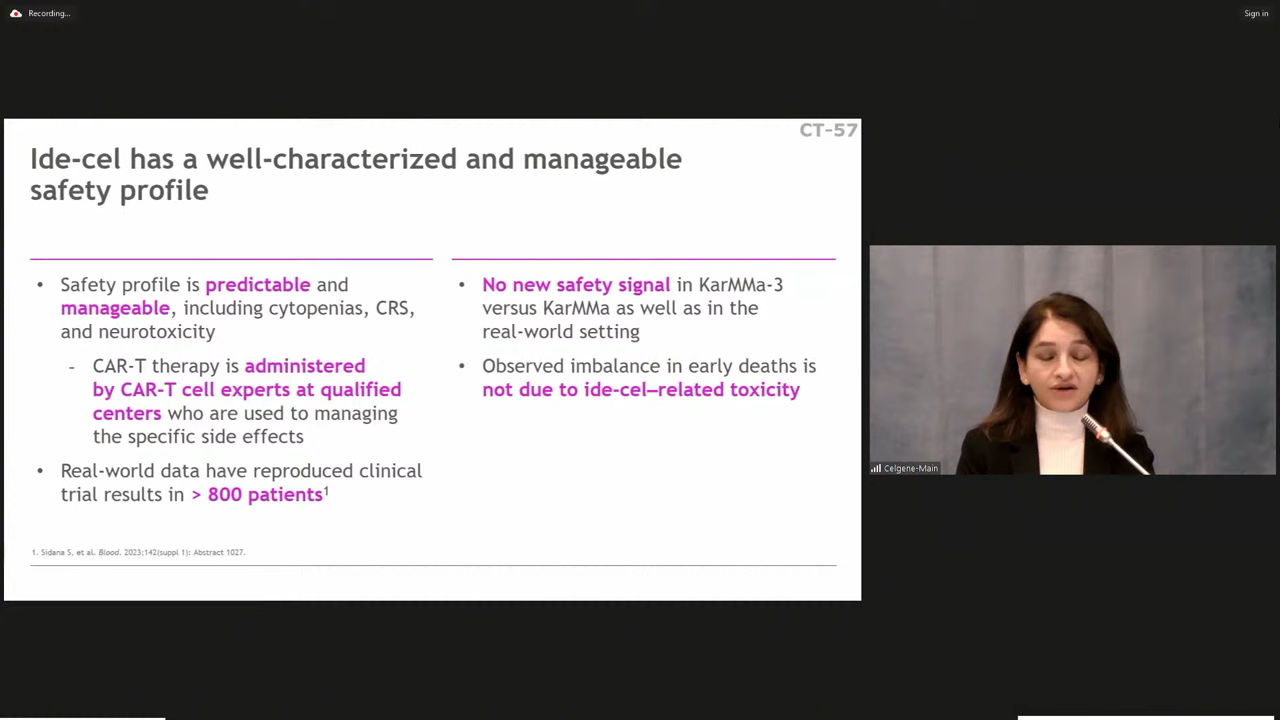 Recording...
Sign in
CT-57
Ide-cel has a well-characterized and manageable
safety profile
• Safety profile is predictable and
manageable, including cytopenias, CRS,
and neurotoxicity
- CAR-T therapy is administered
by CAR-T cell experts at qualified
centers who are used to managing
the specific side effects
• Real-world data have reproduced clinical
trial results in > 800 patients1
• No new safety signal in KarMMa-3
versus KarMMa as well as in the
real-world setting
• Observed imbalance in early deaths is
not due to ide-cel–related toxicity
1. Sidana S, et al. Blood. 2023;142(suppl 1): Abstract 1027.
Celgene-Main